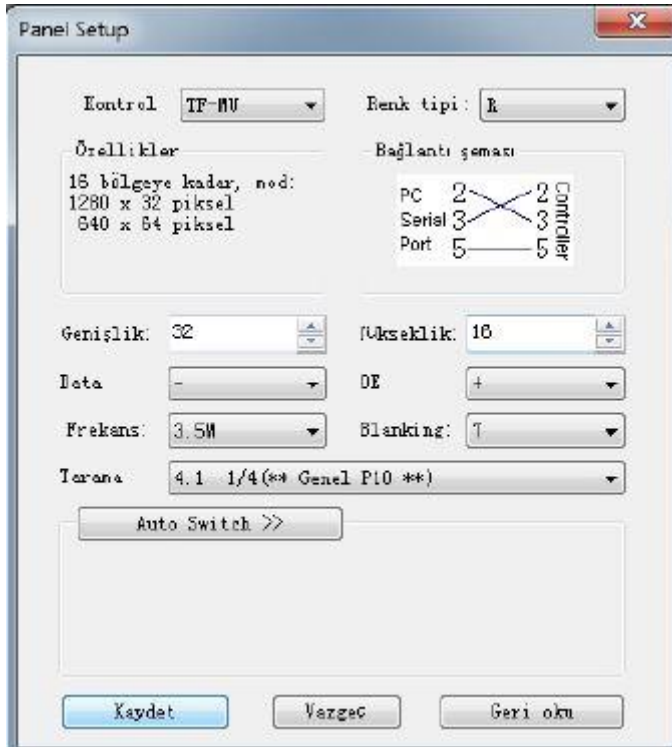 Panel Setup
Kontrol TF-MU Renk tipi: R
Özellikler
16 bölgeye kadar, mod:
1280 x 32 piksel
640 x 64 piksel
Bağlantı şeması
PC 2 2
Serial 3 3
Port 5 5
Controller
Genişlik: 32 Yükseklik: 16
Data - OE +
Frekans: 3.5M Blanking: 7
Tarama 4.1 1/4(** Genel P10 **)
Auto Switch >>
Kaydet Vazgeç Geri oku